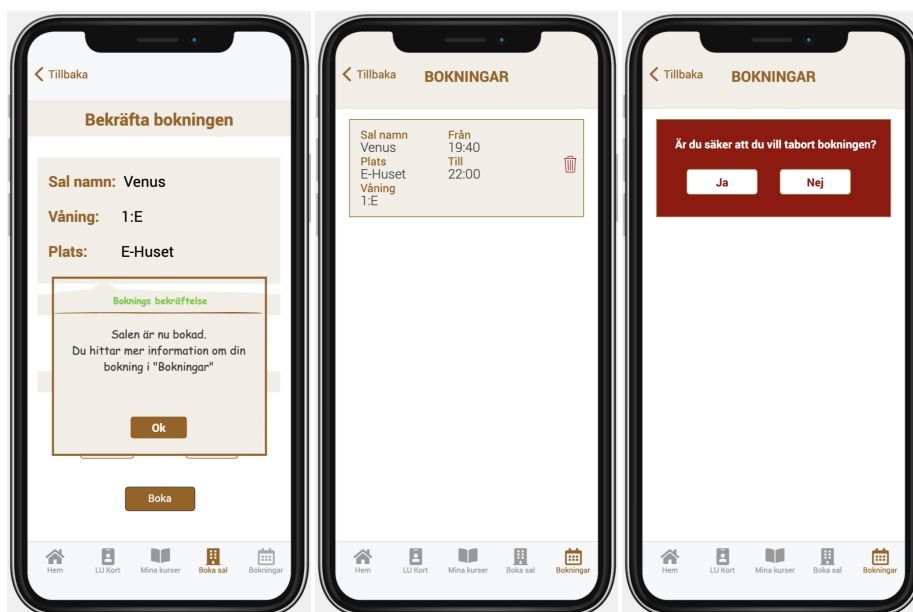 Tillbaka
Bekräfta bokningen
Sal namn: Venus
Våning: 1:E
Plats: E-Huset
Boknings bekräftelse
Salen är nu bokad.
Du hittar mer information om din
bokning i "Bokningar"
Ok
Boka
Hem LU Kort Mina kurser Boka sal Bokningar
Tillbaka BOKNINGAR
Sal namn Från
Venus 19:40
Plats Till
E-Huset 22:00
Våning
1:E
Hem LU Kort Mina kurser Boka sal Bokningar
Tillbaka BOKNINGAR
Är du säker att du vill tabort bokningen?
Ja Nej
Hem LU Kort Mina kurser Boka sal Bokningar